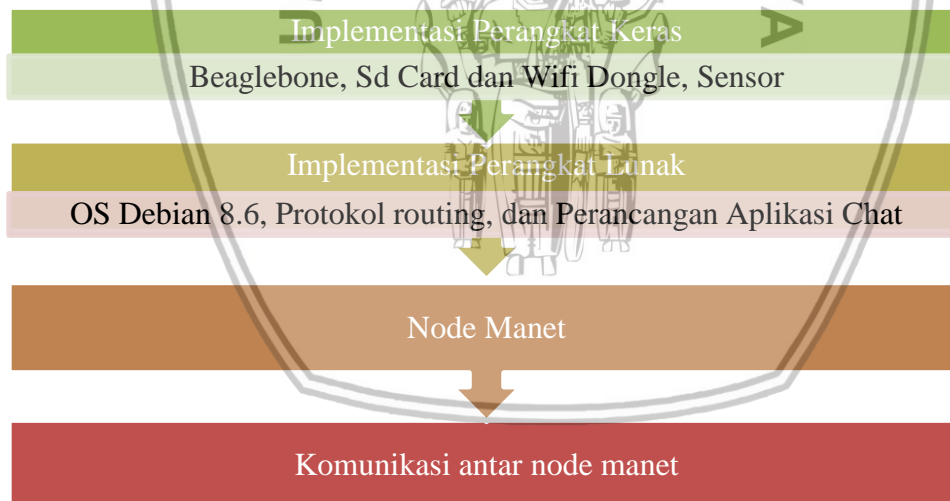 Implementasi Perangkat Keras
Beaglebone, Sd Card dan Wifi Dongle, Sensor
Implementasi Perangkat Lunak
OS Debian 8.6, Protokol routing, dan Perancangan Aplikasi Chat
Node Manet
Komunikasi antar node manet